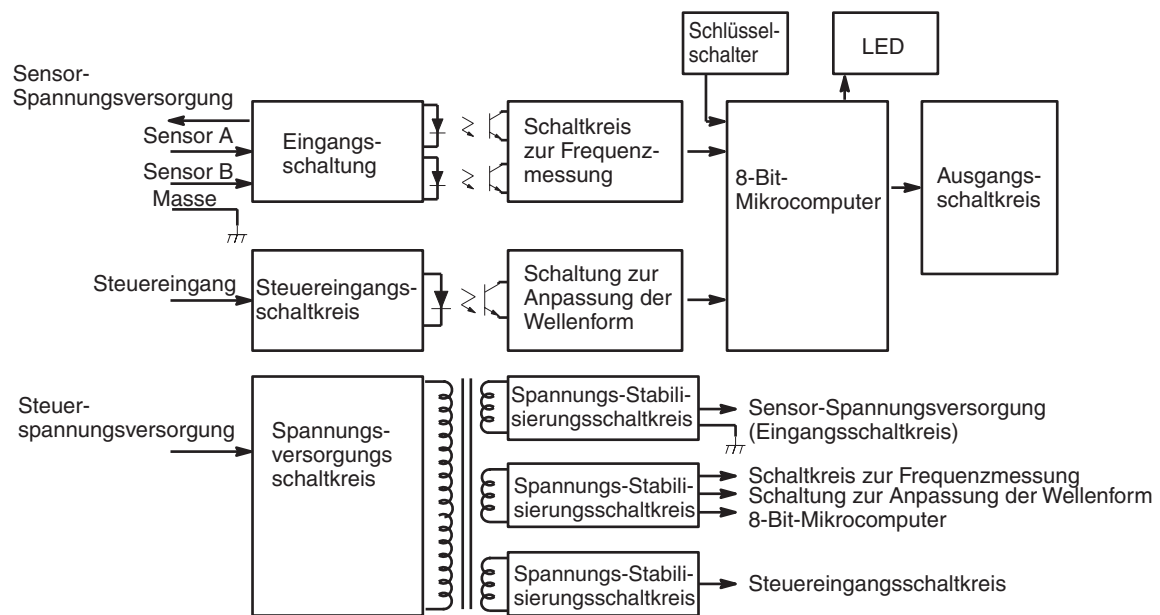 Schlüssel-
schalter
LED
Sensor-
Spannungsversorgung
Sensor A
Sensor B
Masse
Eingangs-
schaltung
Schaltkreis
zur Frequenz-
messung
8-Bit-
Mikrocomputer
Ausgangs-
schaltkreis
Steuereingang
Steuereingangs-
schaltkreis
Schaltung zur
Anpassung der
Wellenform
Steuer-
spannungsversorgung
Spannungs-
versorgungs
schaltkreis
Spannungs-Stabili-
sierungsschaltkreis
Sensor-Spannungsversorgung
(Eingangsschaltkreis)
Spannungs-Stabili-
sierungsschaltkreis
Schaltkreis zur Frequenzmessung
Schaltung zur Anpassung der Wellenform
8-Bit-Mikrocomputer
Spannungs-Stabili-
sierungsschaltkreis
Steuereingangsschaltkreis